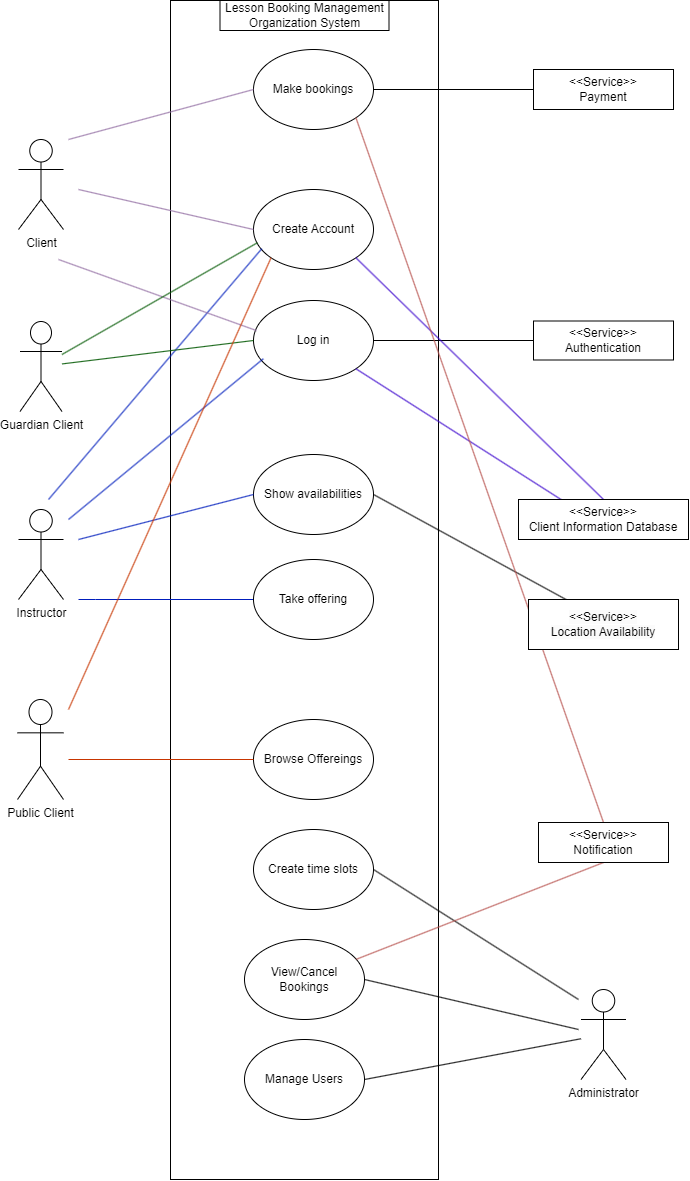 Lesson Booking Management
Organization System
Make bookings
<<Service>>
Payment
Client
Create Account
Log in
<<Service>>
Authentication
Guardian Client
Show availabilities
<<Service>>
Client Information Database
Instructor
Take offering
<<Service>>
Location Availability
Public Client
Browse Offereings
<<Service>>
Notification
Create time slots
View/Cancel
Bookings
Manage Users
Administrator